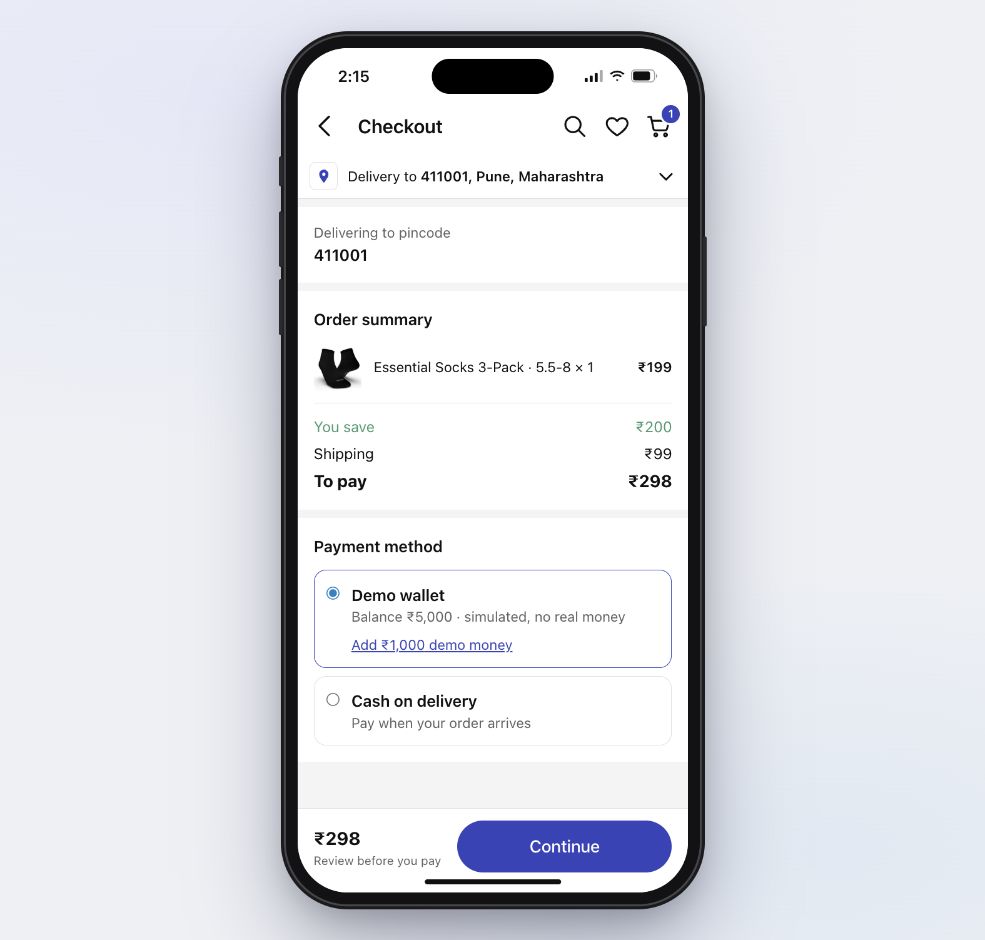 2:15
Checkout
1
Delivery to 411001, Pune, Maharashtra
Delivering to pincode
411001
Order summary
Essential Socks 3-Pack · 5.5-8 × 1 ₹199
You save ₹200
Shipping ₹99
To pay ₹298
Payment method
Demo wallet
Balance ₹5,000 · simulated, no real money
Add ₹1,000 demo money
Cash on delivery
Pay when your order arrives
₹298
Review before you pay
Continue